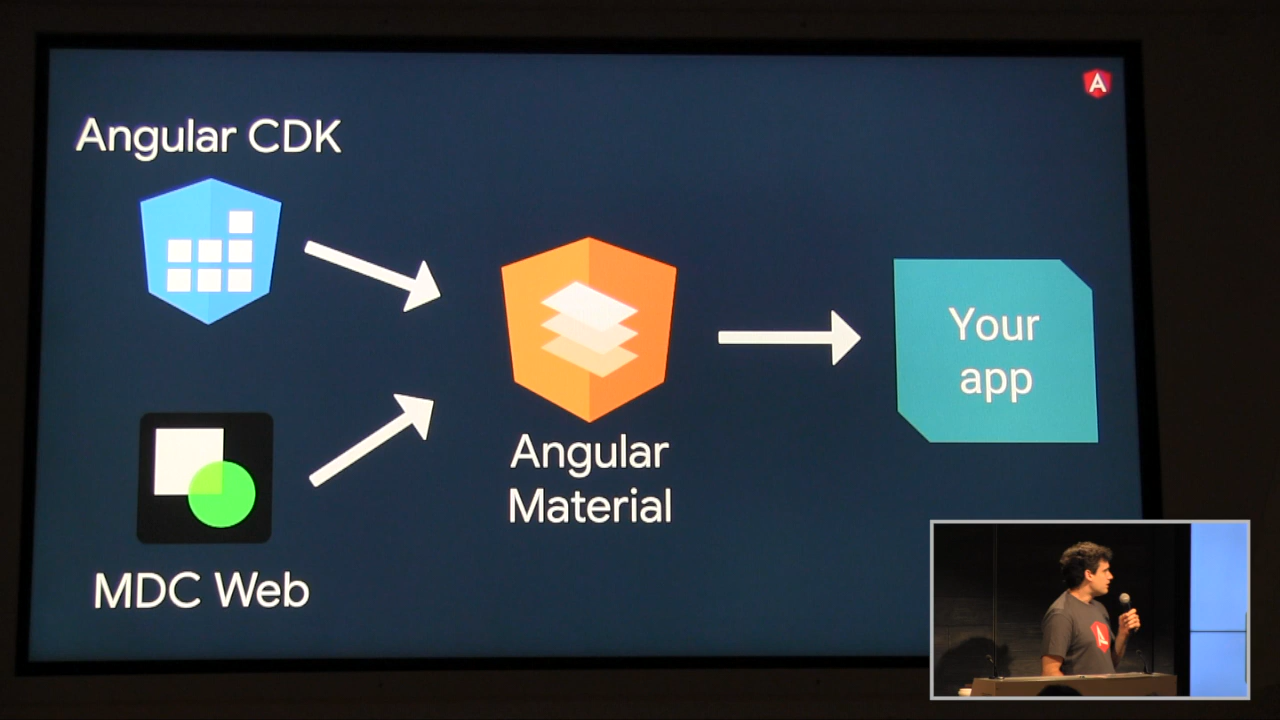 Angular CDK
MDC Web
Angular
Material
Your
app
A
A